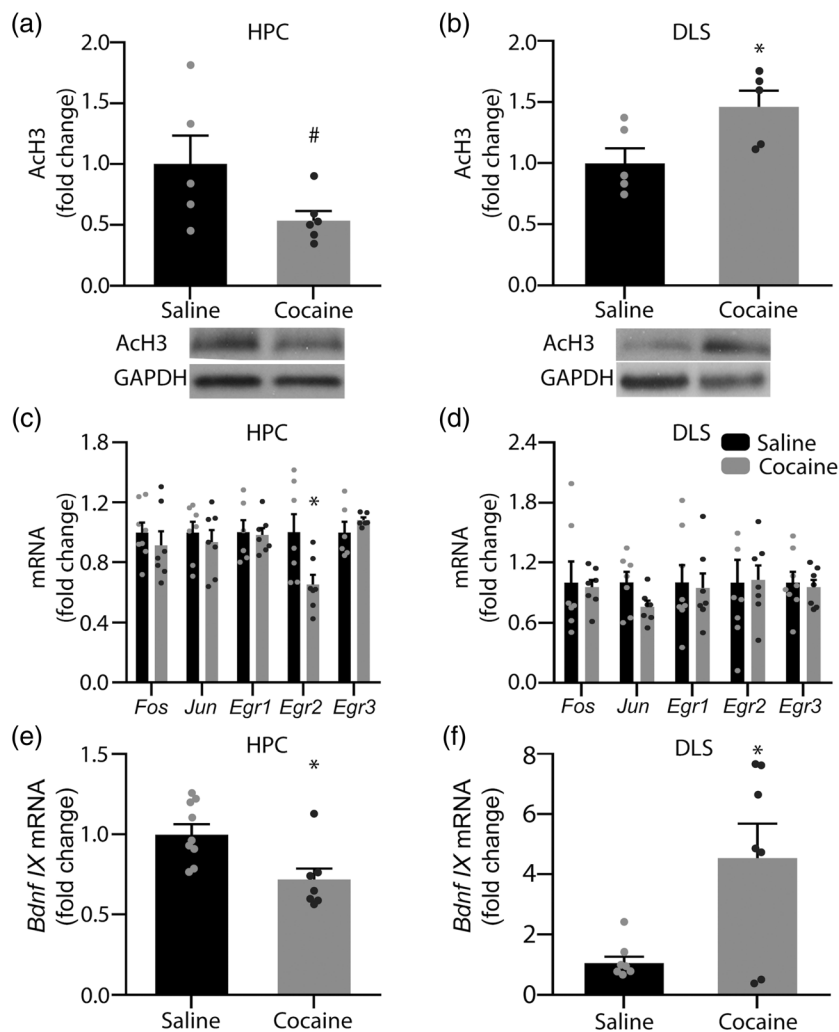 (a)
HPC
2.0
1.5
1.0
0.5
0.0
AcH3
(fold change)
#
Saline Cocaine
AcH3
GAPDH
(b)
DLS
2.0
1.5
1.0
0.5
0.0
AcH3
(fold change)
*
Saline Cocaine
AcH3
GAPDH
(c)
HPC
1.8
1.2
0.8
0.4
0.0
mRNA
(fold change)
*
Fos Jun Egr1 Egr2 Egr3
(d)
DLS
2.4
1.8
1.2
0.6
0.0
mRNA
(fold change)
Saline
Cocaine
Fos Jun Egr1 Egr2 Egr3
(e)
HPC
1.5
1.0
0.5
0.0
Bdnf IX mRNA
(fold change)
*
Saline Cocaine
(f)
DLS
8
6
4
2
0
Bdnf IX mRNA
(fold change)
*
Saline Cocaine